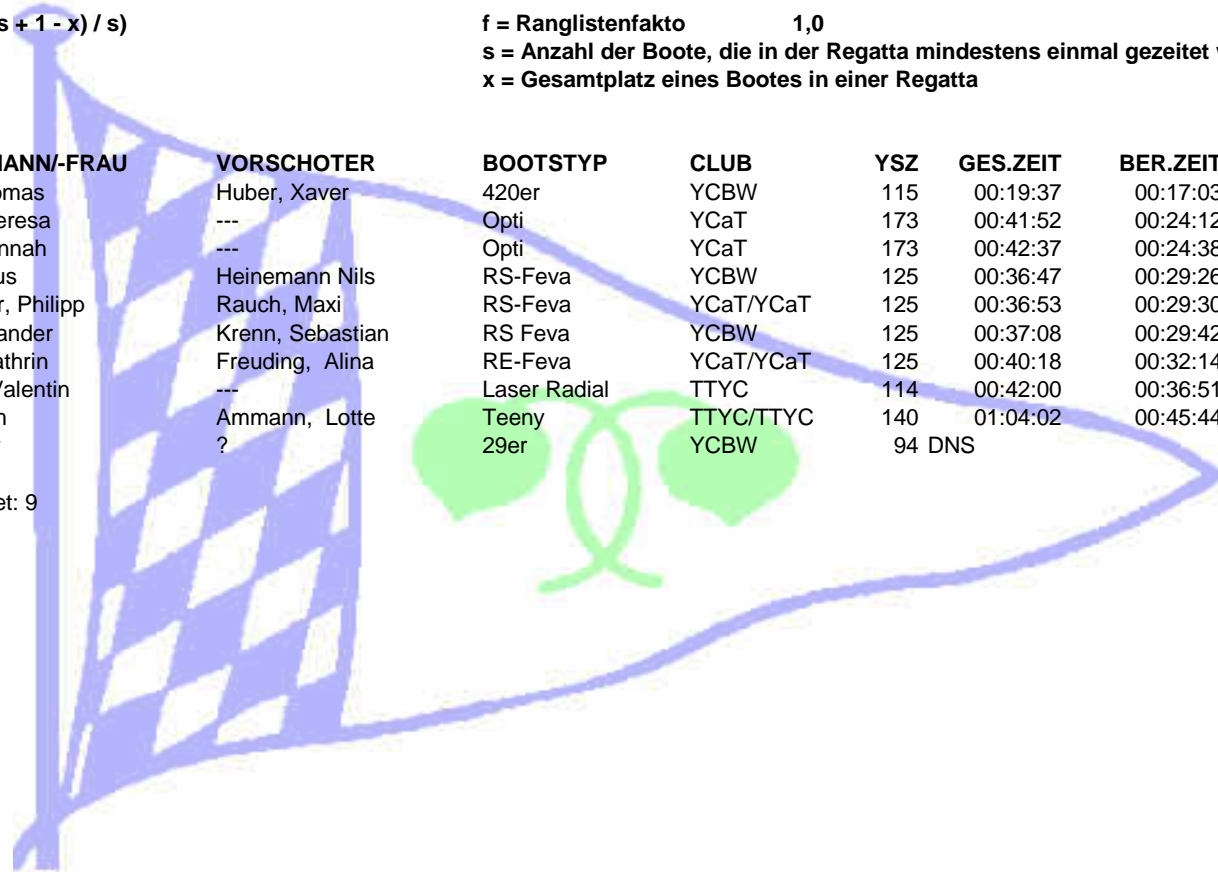 s + 1 - x) / s) f = Ranglistenfakto 1,0
s = Anzahl der Boote, die in der Regatta mindestens einmal gezeitet
x = Gesamtplatz eines Bootes in einer Regatta
MANN/-FRAU VORSCHOTER BOOTSTYP CLUB YSZ GES.ZEIT BER.ZEIT
omas Huber, Xaver 420er YCBW 115 00:19:37 00:17:03
eresa --- Opti YCaT 173 00:41:52 00:24:12
nnah --- Opti YCaT 173 00:42:37 00:24:38
us Heinemann Nils RS-Feva YCBW 125 00:36:47 00:29:26
r, Philipp Rauch, Maxi RS-Feva YCaT/YCaT 125 00:36:53 00:29:30
ander Krenn, Sebastian RS Feva YCBW 125 00:37:08 00:29:42
athrin Freuding, Alina RE-Feva YCaT/YCaT 125 00:40:18 00:32:14
Valentin --- Laser Radial TTYC 114 00:42:00 00:36:51
n Ammann, Lotte Teeny TTYC/TTYC 140 01:04:02 00:45:44
? 29er YCBW 94 DNS
et: 9